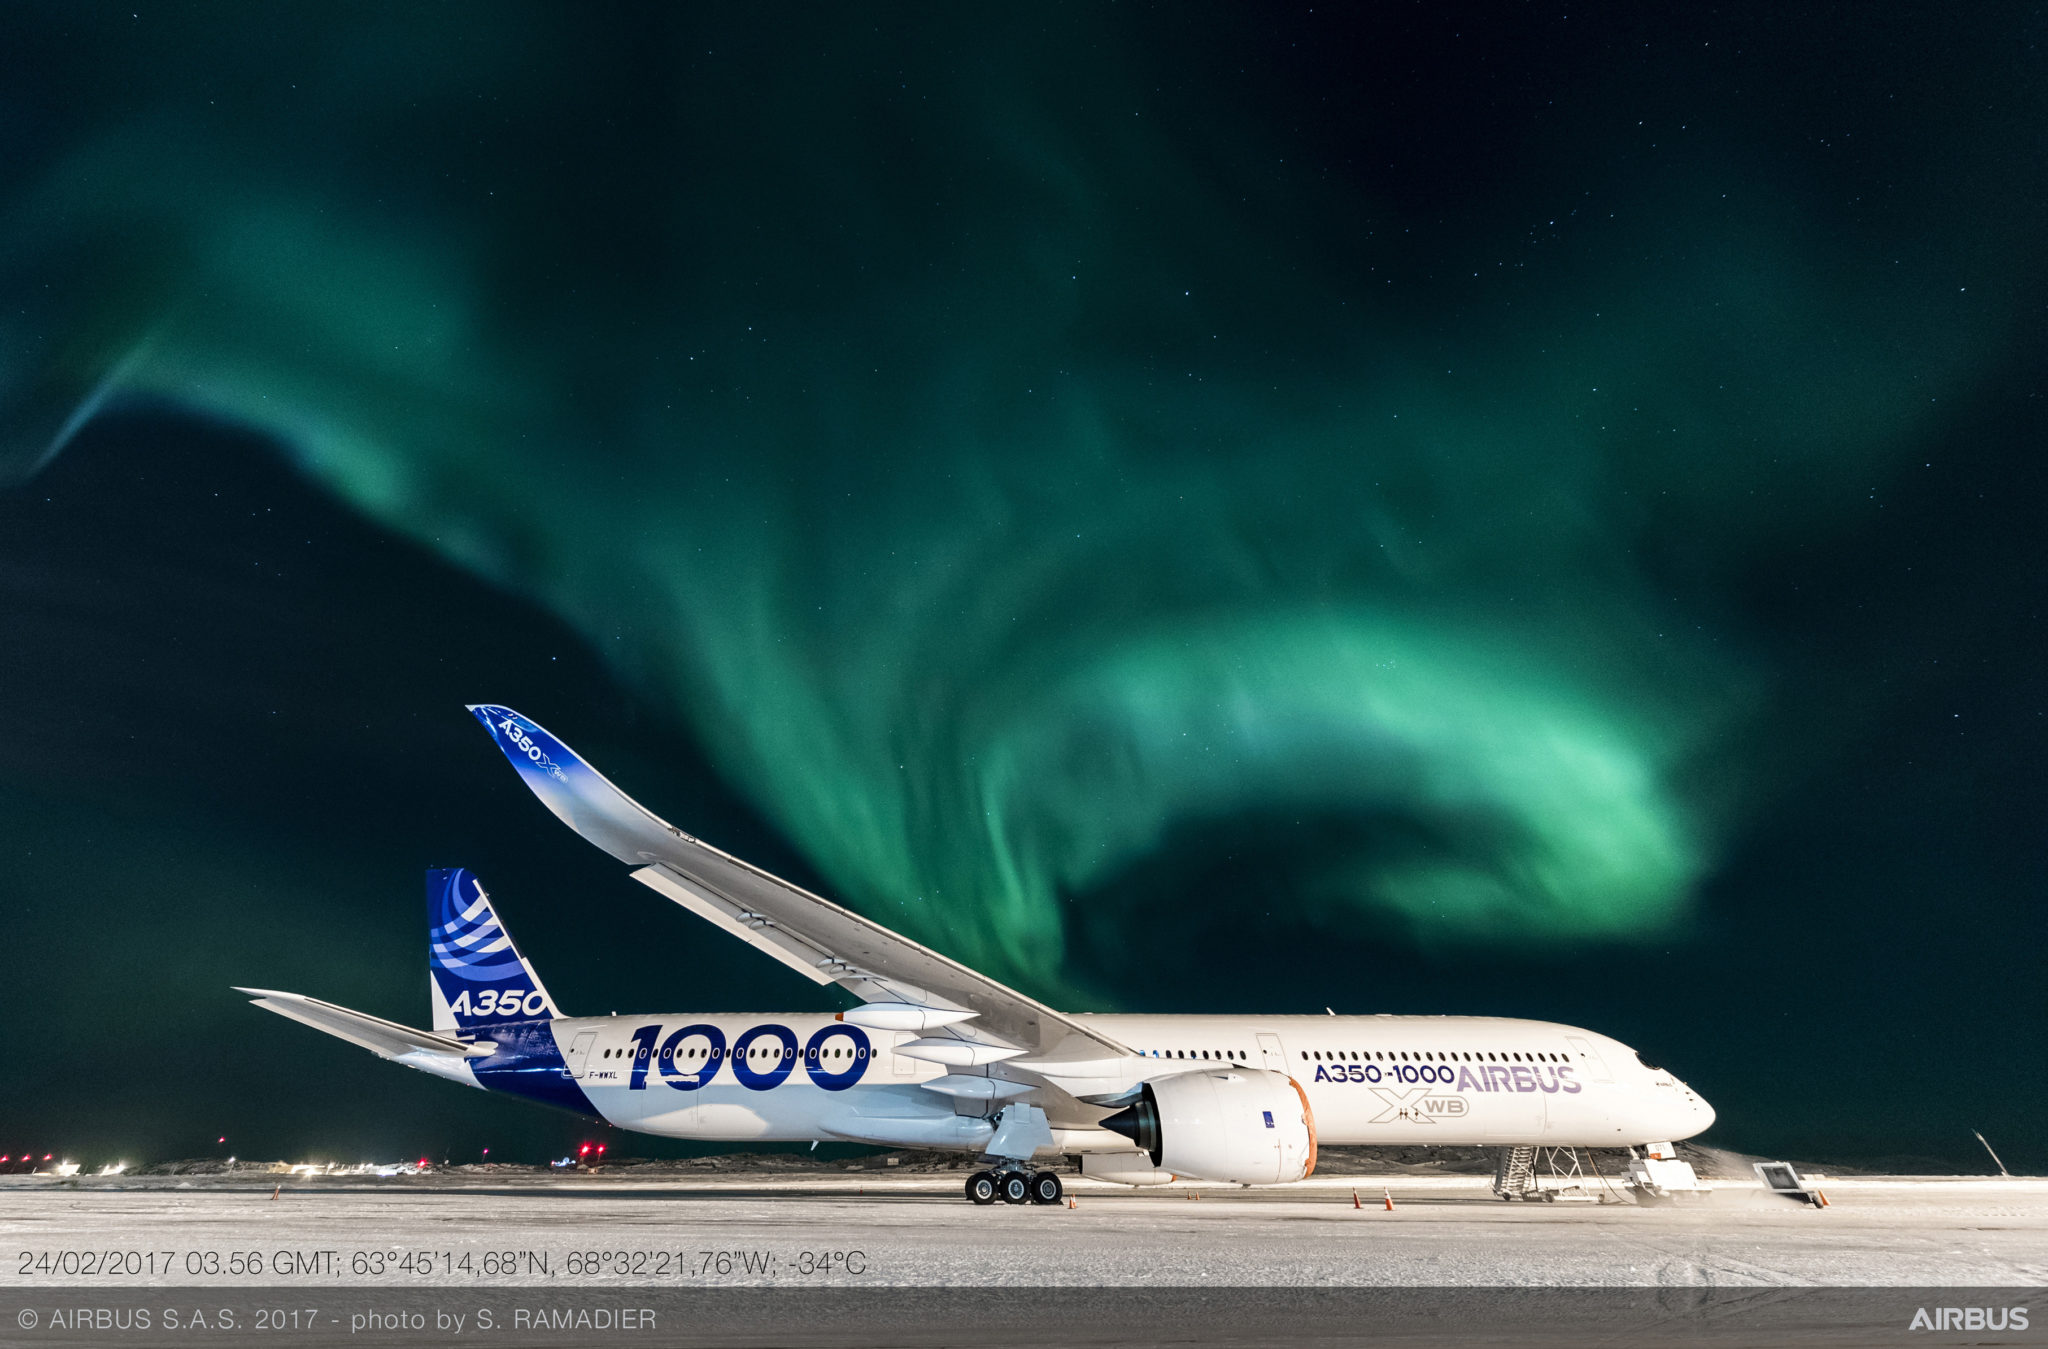 A350 XWB
A350
1000
F-WWXL
A350-1000 AIRBUS
XWB
24/02/2017 03.56 GMT; 63°45'14,68"N, 68°32'21,76"W; -34°C
© AIRBUS S.A.S. 2017 - photo by S. RAMADIER
AIRBUS